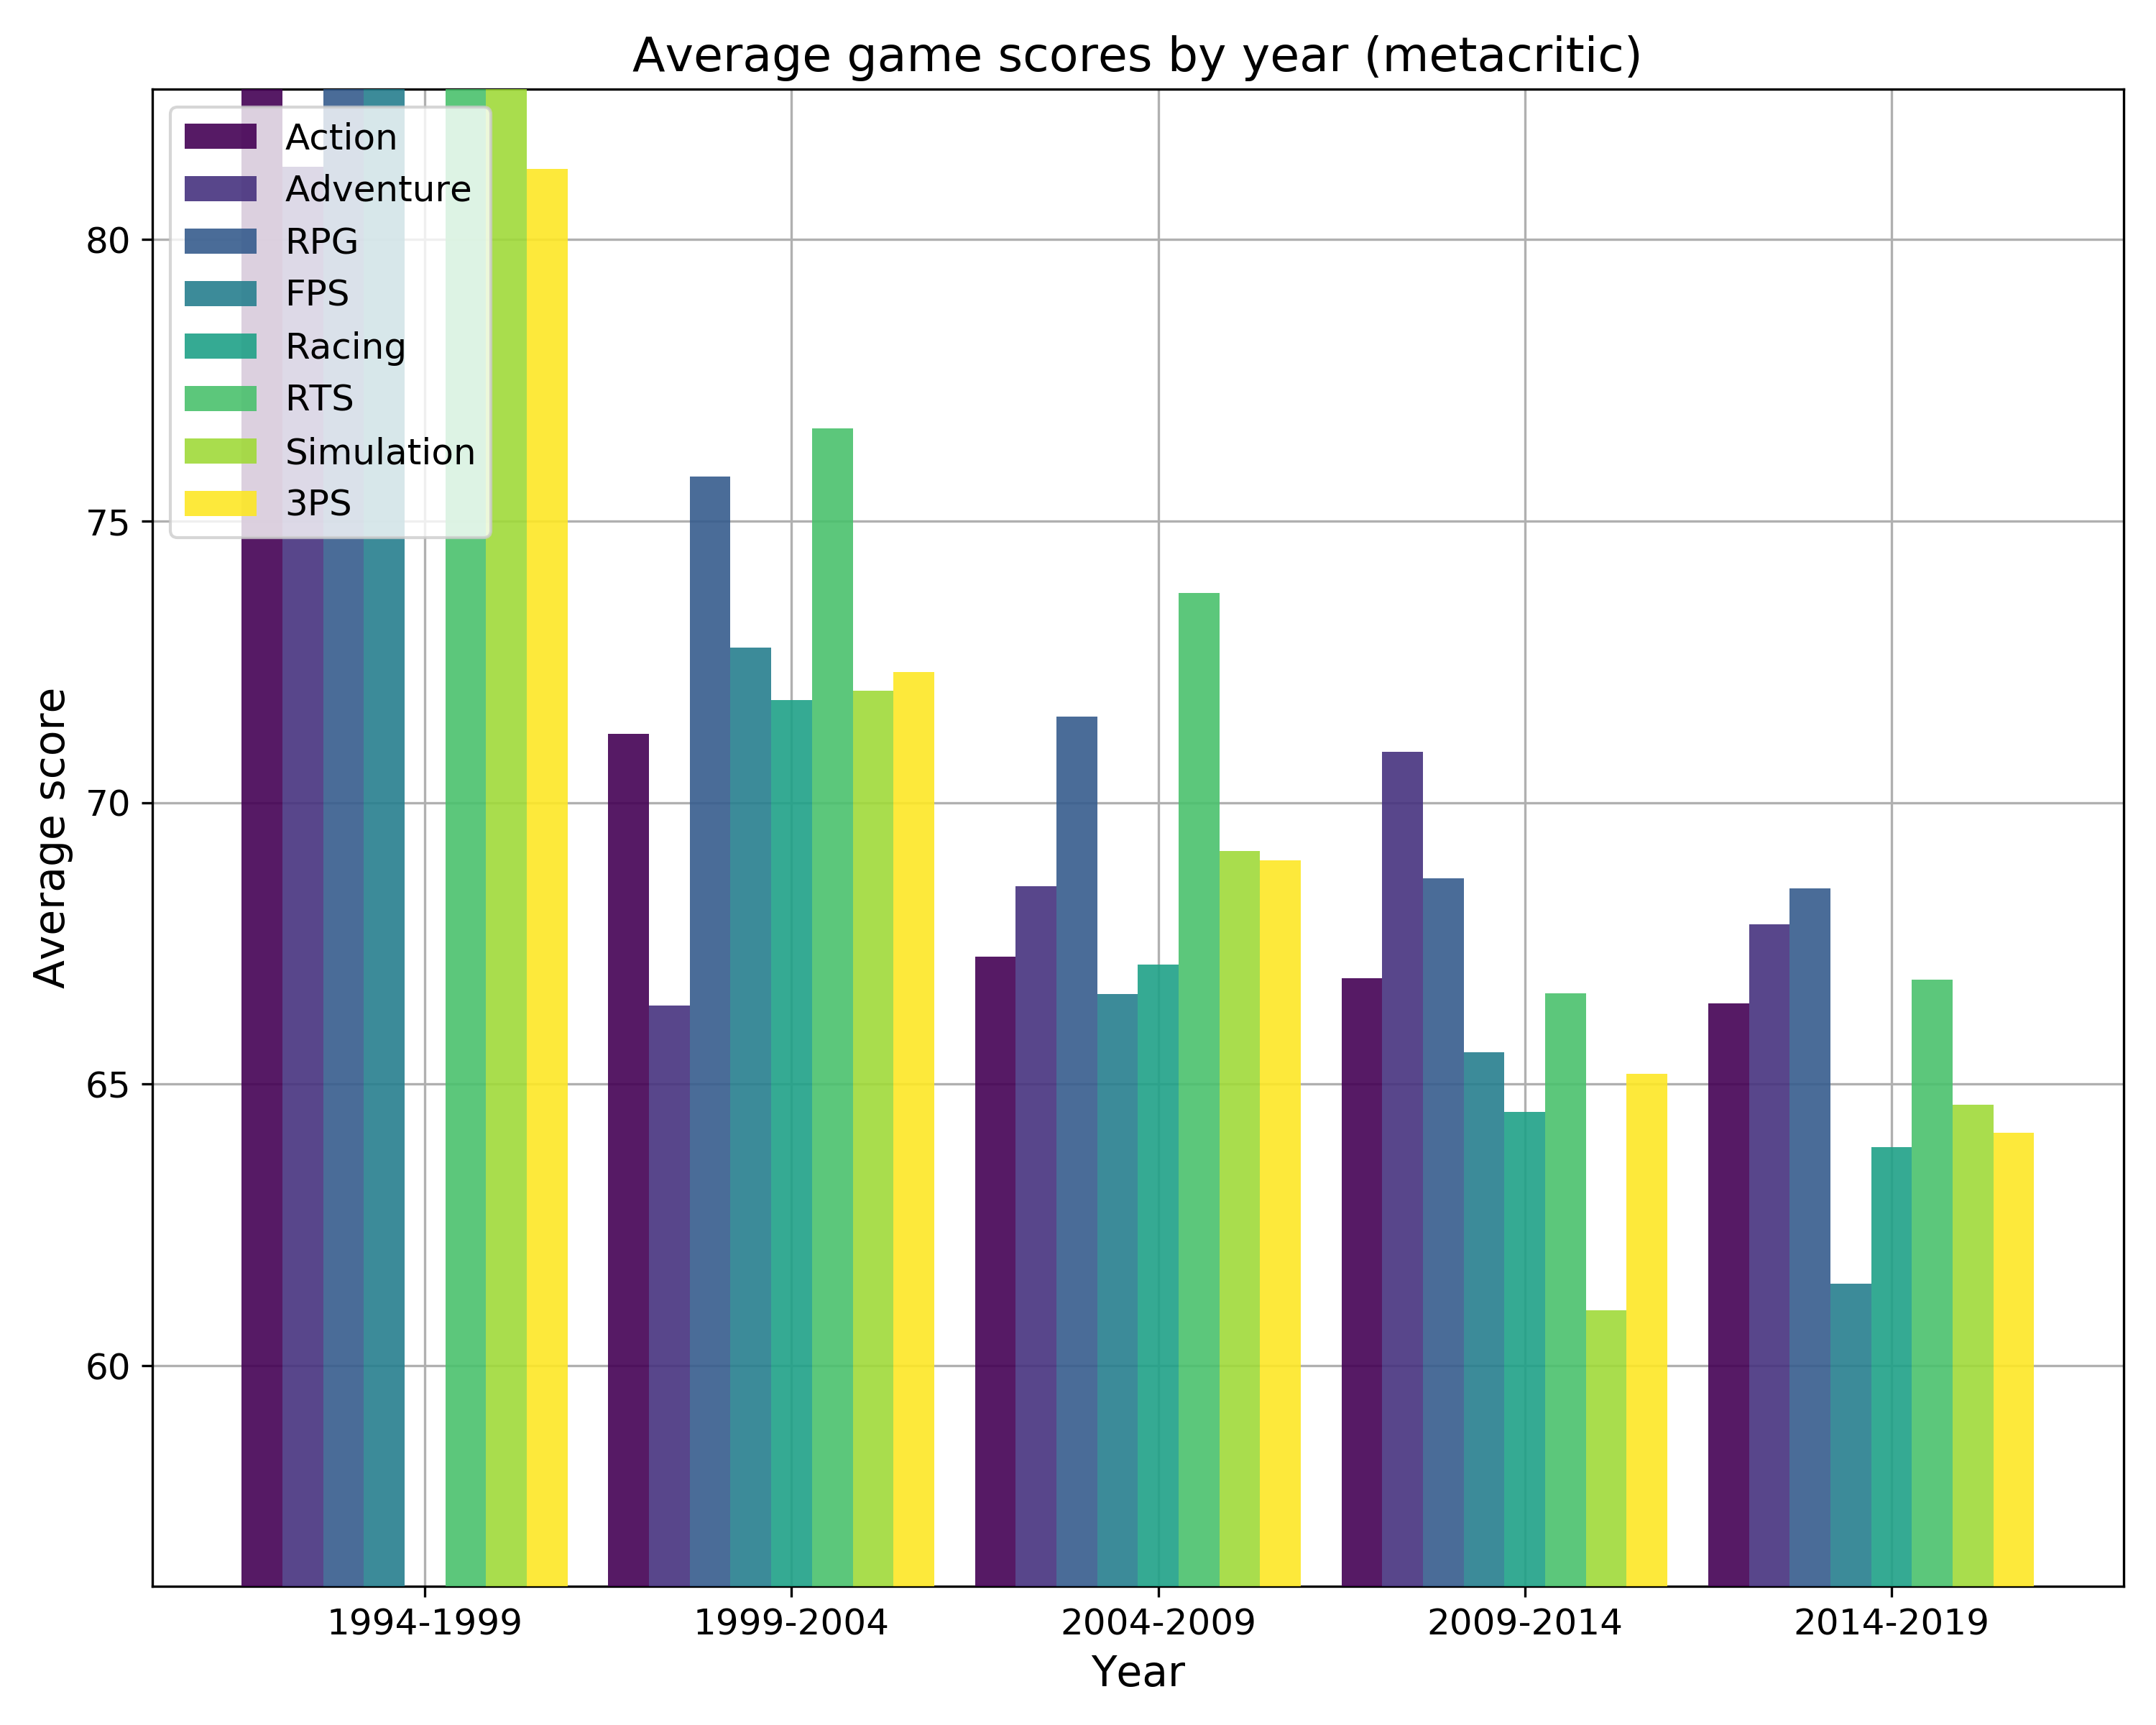 Average game scores by year (metacritic)
Action
Adventure
RPG
FPS
Racing
RTS
Simulation
3PS
80
75
70
65
60
Average score
1994-1999
1999-2004
2004-2009
2009-2014
2014-2019
Year